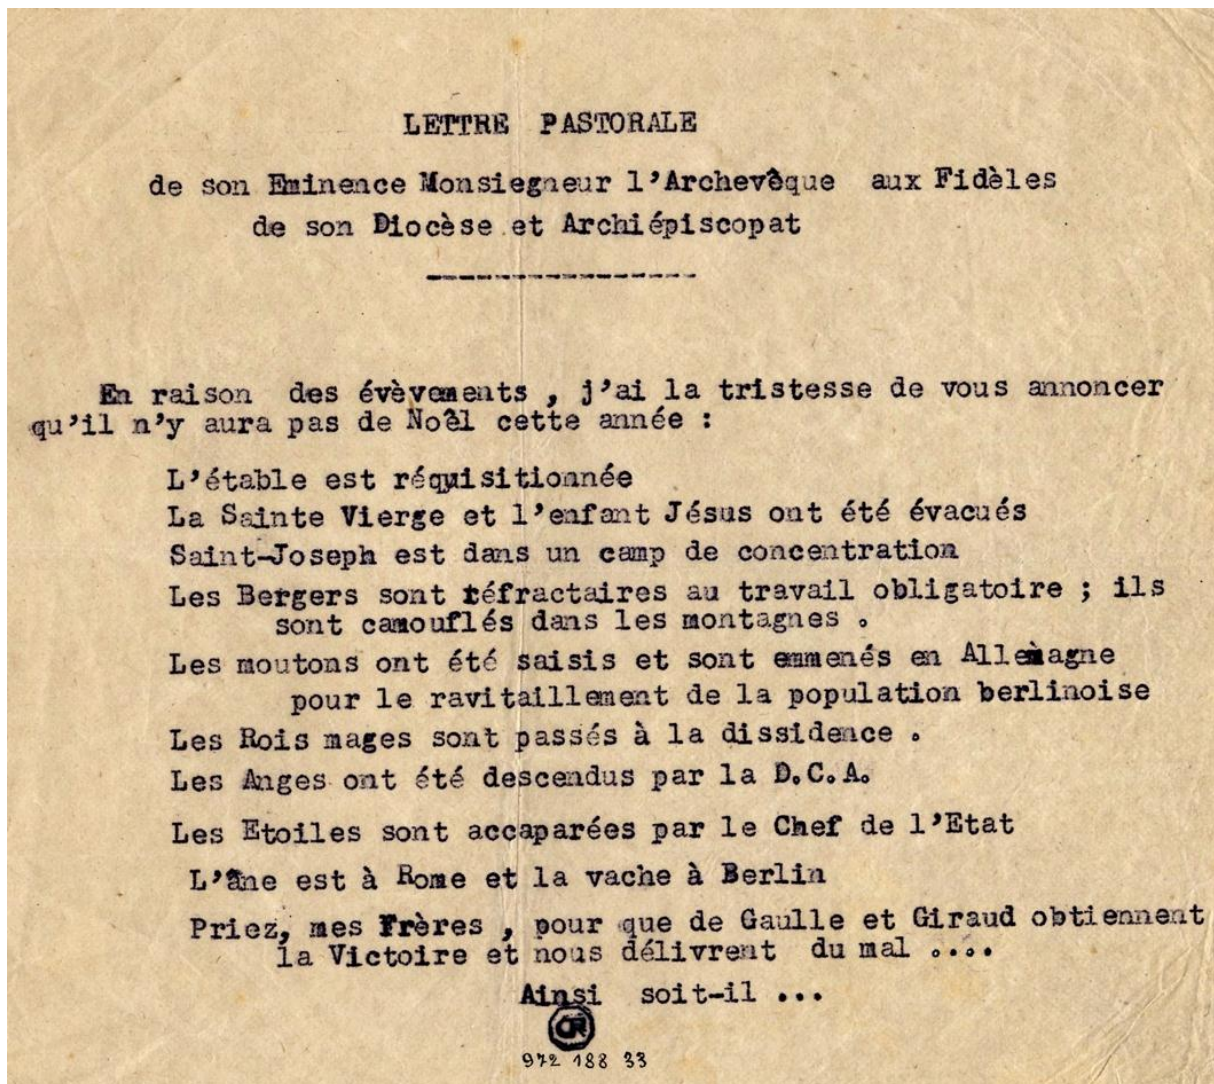 LETTRE PASTORALE
de son Eminence Monsiegneur l'Archevêque aux Fidèles
de son Diocèse et Archiépiscopat
----------------
En raison des évèvements , j'ai la tristesse de vous annoncer
qu'il n'y aura pas de Noêl cette année :
L'étable est réquisitionnée
La Sainte Vierge et l'enfant Jésus ont été évacués
Saint-Joseph est dans un camp de concentration
Les Bergers sont réfractaires au travail obligatoire ; ils
sont camouflés dans les montagnes .
Les moutons ont été saisis et sont emmenés en Allemagne
pour le ravitaillement de la population berlinoise
Les Rois mages sont passés à la dissidence .
Les Anges ont été descendus par la D.C.A.
Les Etoiles sont accaparées par le Chef de l'Etat
L'âne est à Rome et la vache à Berlin
Priez, mes Frères , pour que de Gaulle et Giraud obtiennent
la Victoire et nous délivrent du mal ....
Ainsi soit-il ...
CR
972 188 33